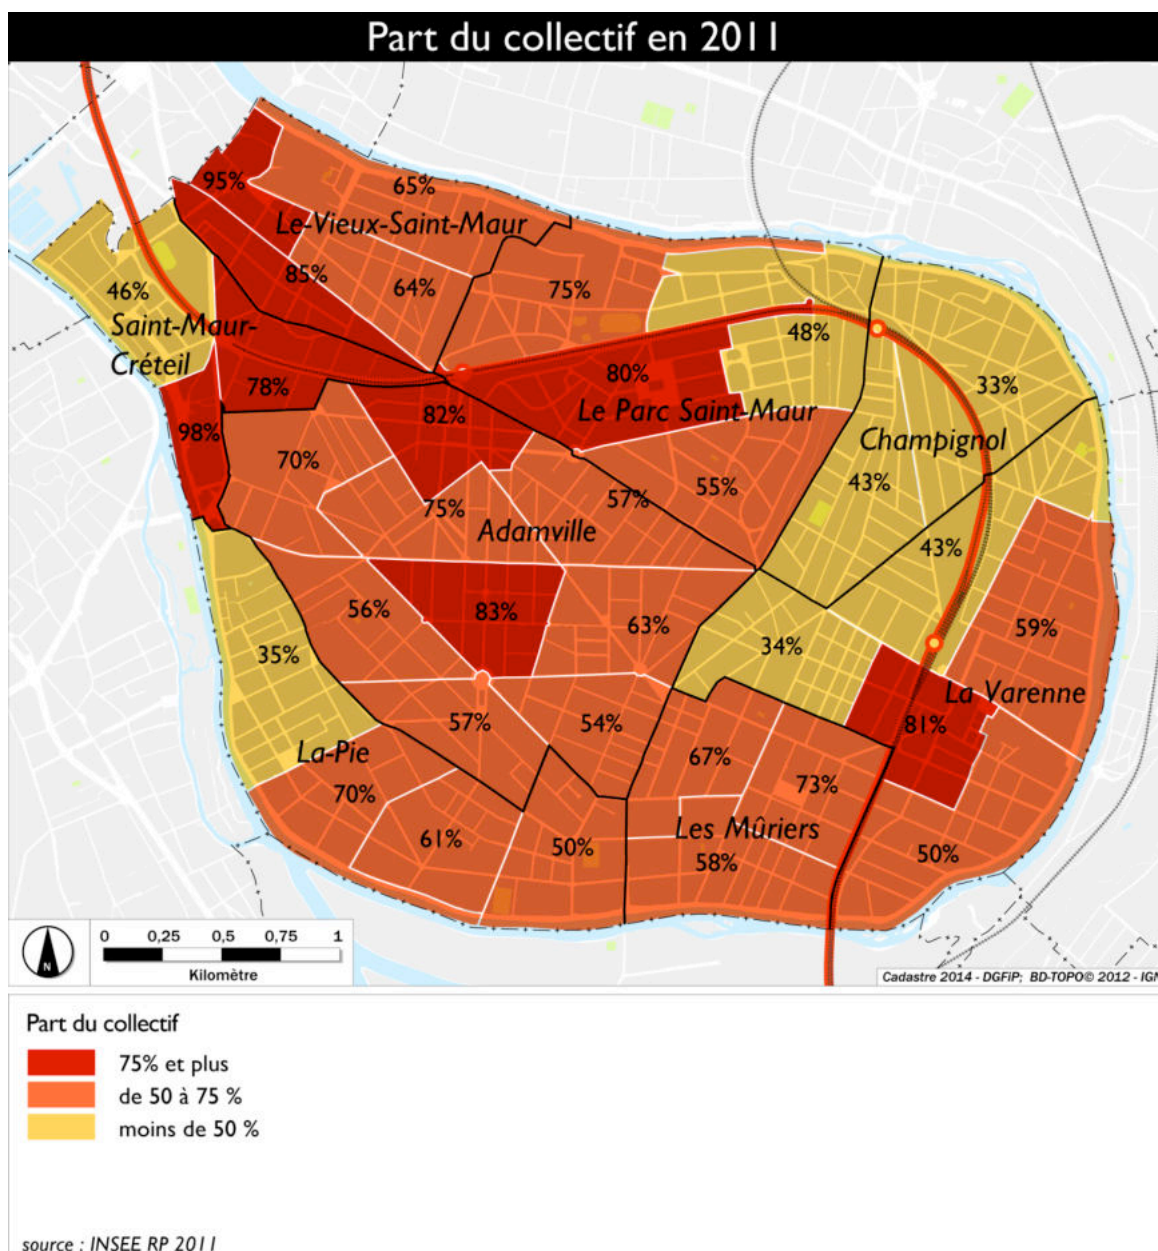 Part du collectif en 2011
95%
65%
Le-Vieux-Saint-Maur
85%
64%
75%
46%
Saint-Maur-
Créteil
48%
78%
80%
33%
98%
82%
Le Parc Saint-Maur
Champignol
70%
75%
57%
55%
43%
Adamville
43%
56%
83%
63%
59%
35%
34%
La Varenne
57%
54%
81%
La-Pie
67%
73%
70%
61%
50%
Les Mûriers
58%
50%
N
0 0,25 0,5 0,75 1
Kilomètre
Cadastre 2014 - DGFiP; BD-TOPO© 2012 - IGN
Part du collectif
75% et plus
de 50 à 75 %
moins de 50 %
source : INSEE RP 2011